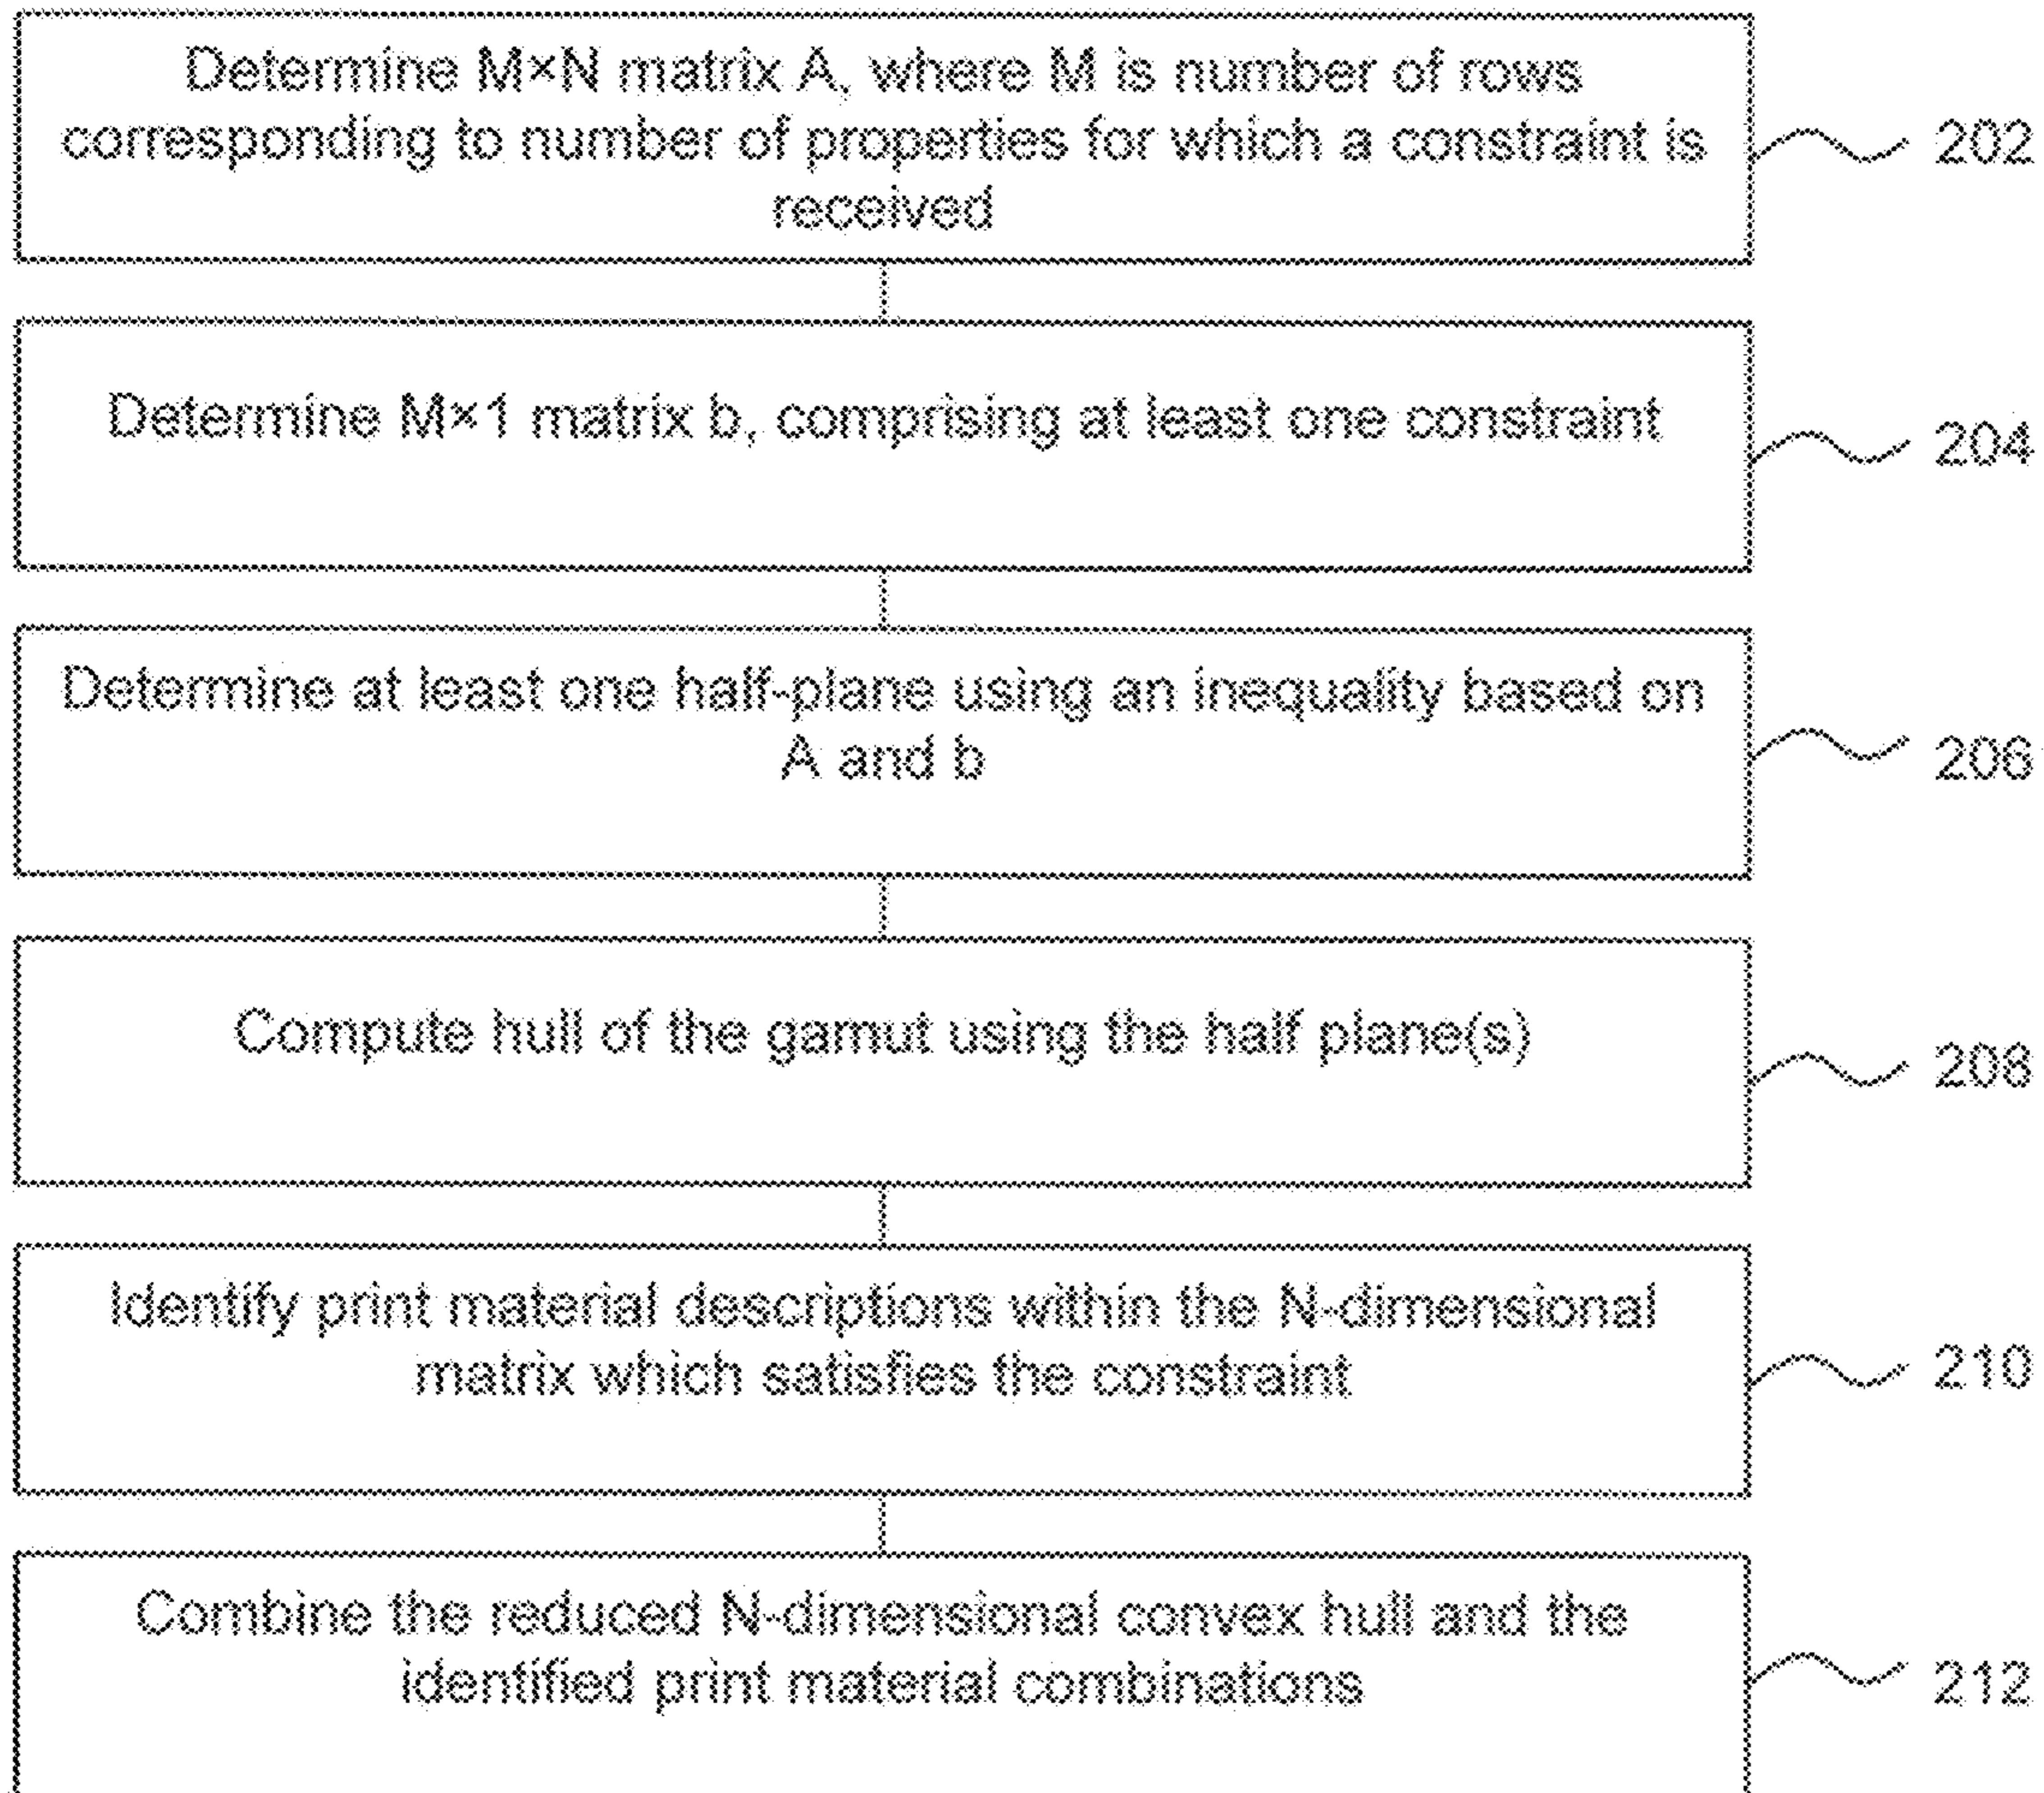 Determine M×N matrix A, where M is number of rows
corresponding to number of properties for which a constraint is
received
202
Determine M×1 matrix b, comprising at least one constraint
204
Determine at least one half-plane using an inequality based on
A and b
206
Compute hull of the gamut using the half plane(s)
208
Identify print material descriptions within the N-dimensional
matrix which satisfies the constraint
210
Combine the reduced N-dimensional convex hull and the
identified print material combinations
212